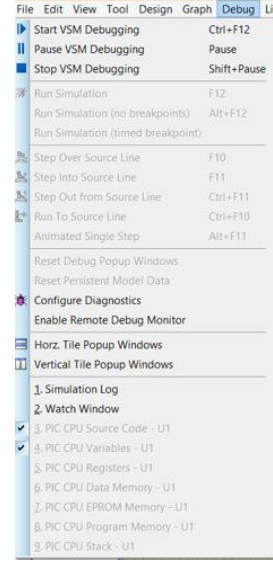 File Edit View Tool Design Graph Debug Li
Start VSM Debugging Ctrl+F12
Pause VSM Debugging Pause
Stop VSM Debugging Shift+Pause
Run Simulation F12
Run Simulation (no breakpoints) Alt+F12
Run Simulation (timed breakpoint)
Step Over Source Line F10
Step Into Source Line F11
Step Out from Source Line Ctrl+F11
Run To Source Line Ctrl+F10
Animated Single Step Alt+F11
Reset Debug Popup Windows
Reset Persistent Model Data
Configure Diagnostics
Enable Remote Debug Monitor
Horz. Tile Popup Windows
Vertical Tile Popup Windows
1. Simulation Log
2. Watch Window
3. PIC CPU Source Code - U1
4. PIC CPU Variables - U1
5. PIC CPU Registers - U1
6. PIC CPU Data Memory - U1
7. PIC CPU EPROM Memory - U1
8. PIC CPU Program Memory - U1
9. PIC CPU Stack - U1